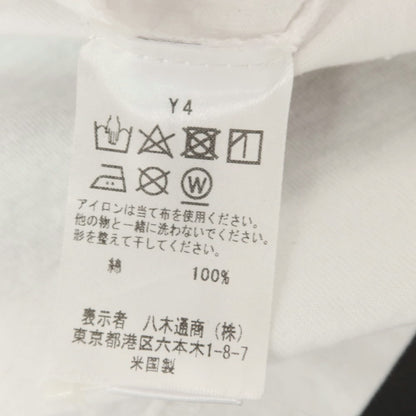 Y4
W
アイロンは当て布を使用ください。
他の物と一緒に洗わないでください。
形を整えて干してください。
綿 100%
表示者 八木通商(株)
東京都港区六本木1-8-7
米国製